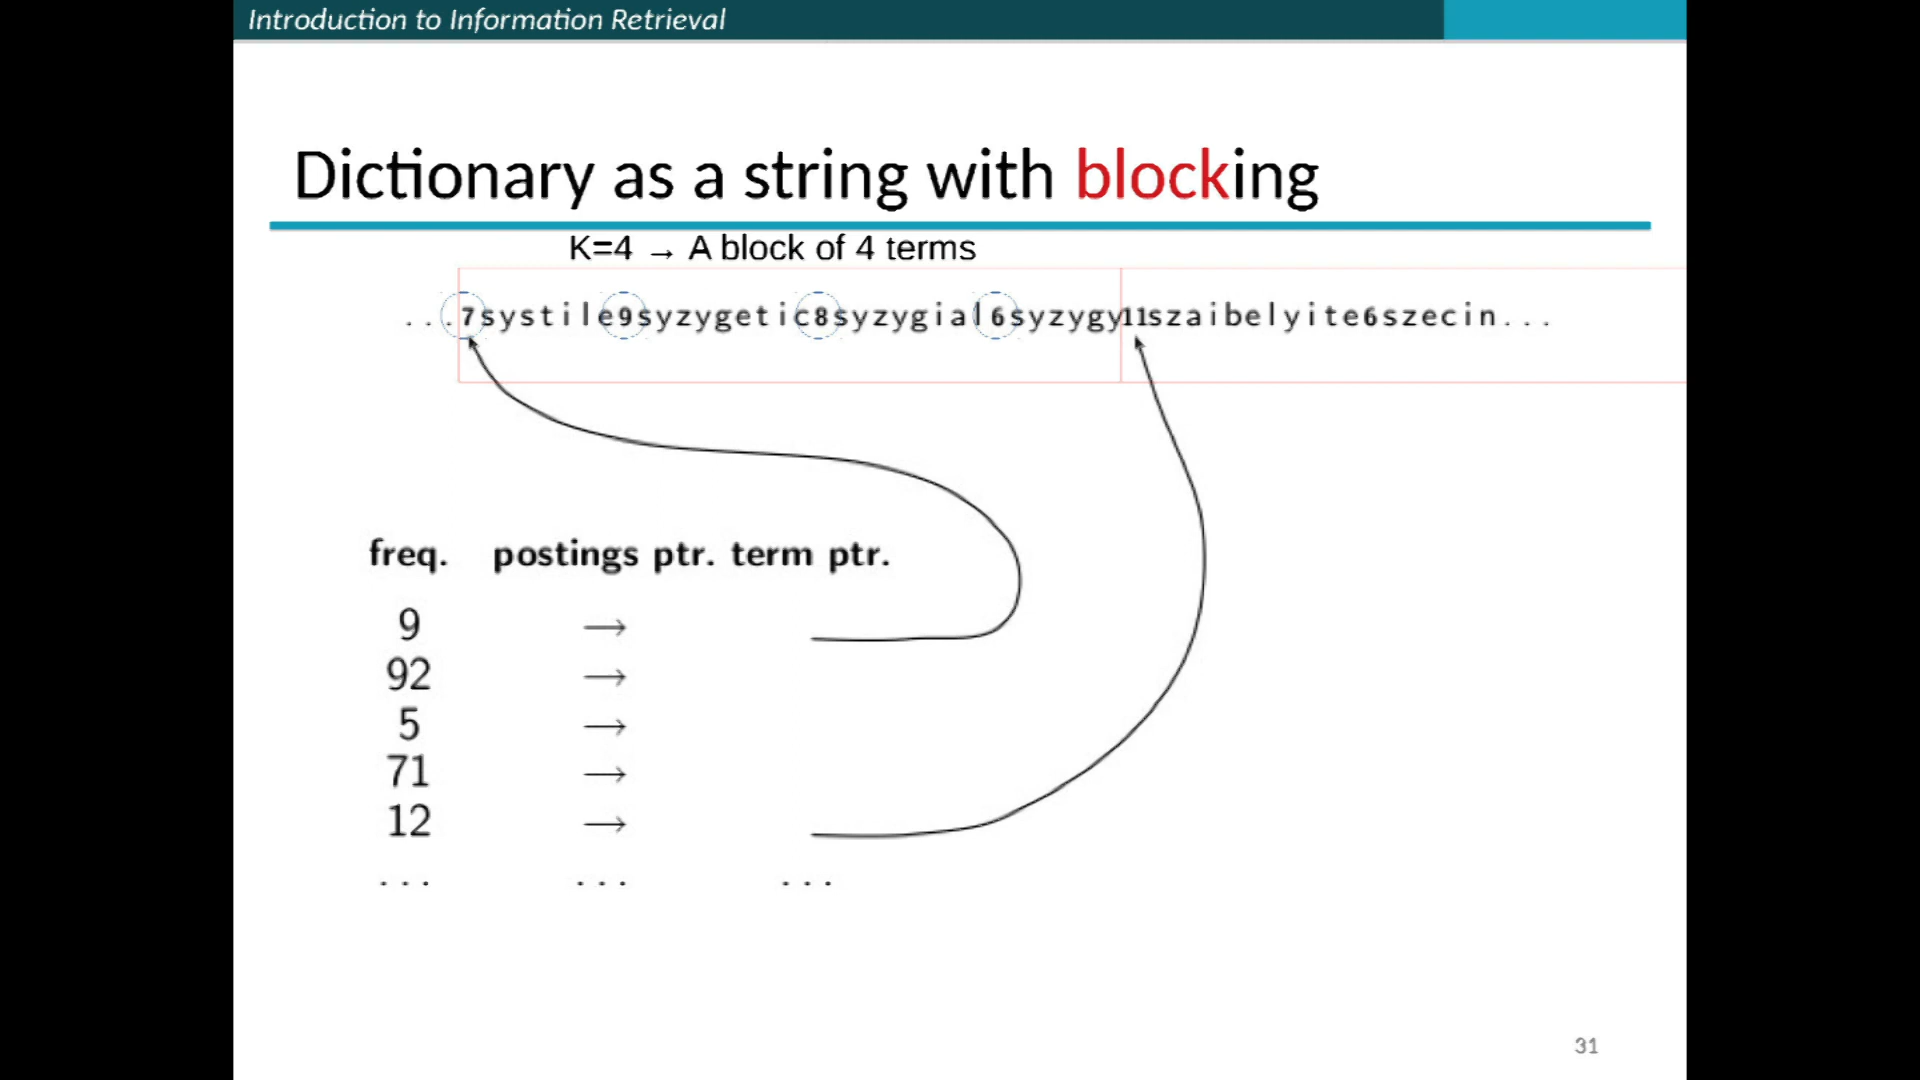 Introduction to Information Retrieval
Dictionary as a string with blocking
K=4 → A block of 4 terms
...7systile9syzygetic8syzygial6syzygy11szaibelyite6szecin...
freq. postings ptr. term ptr.
9 →
92 →
5 →
71 →
12 →
... ... ...
31